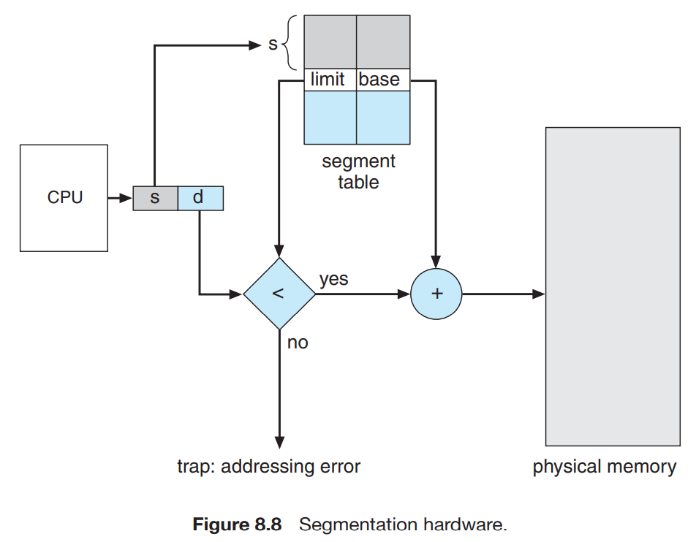 s
limit base
segment
table
CPU
s d
<
yes
+
no
trap: addressing error
physical memory
Figure 8.8 Segmentation hardware.